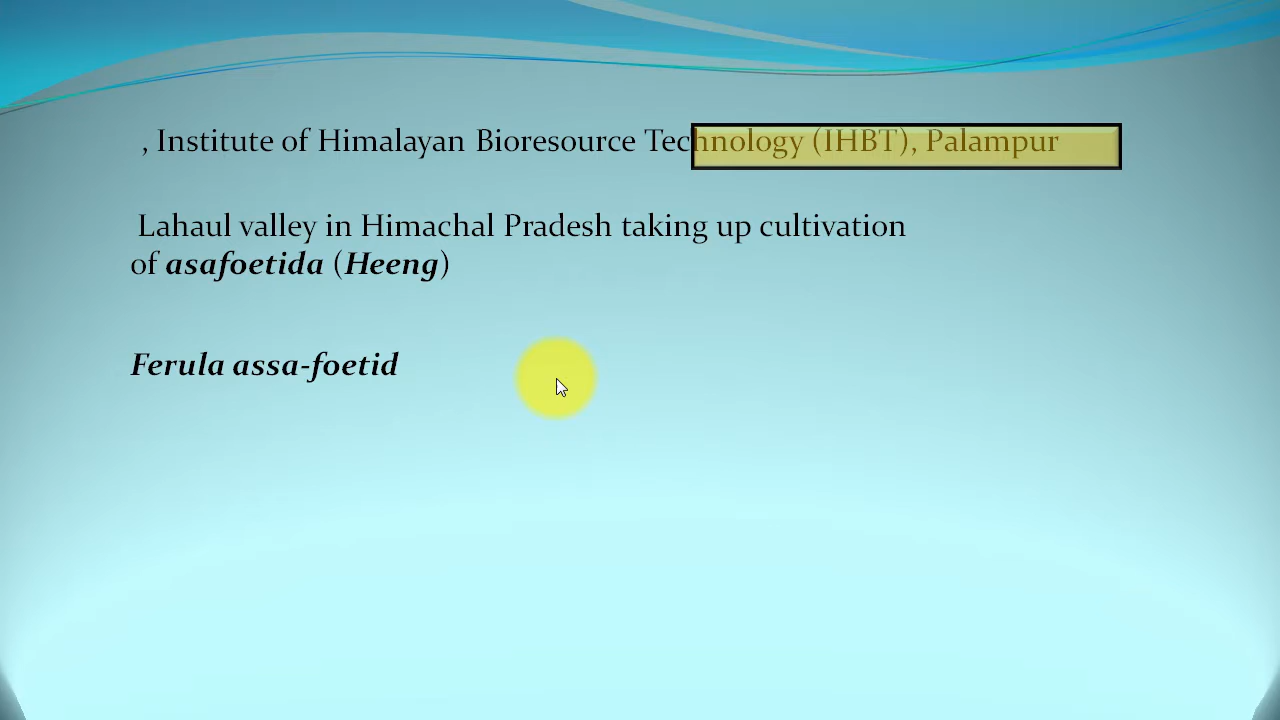 , Institute of Himalayan Bioresource Technology (IHBT), Palampur
Lahaul valley in Himachal Pradesh taking up cultivation
of asafoetida (Heeng)
Ferula assa-foetid